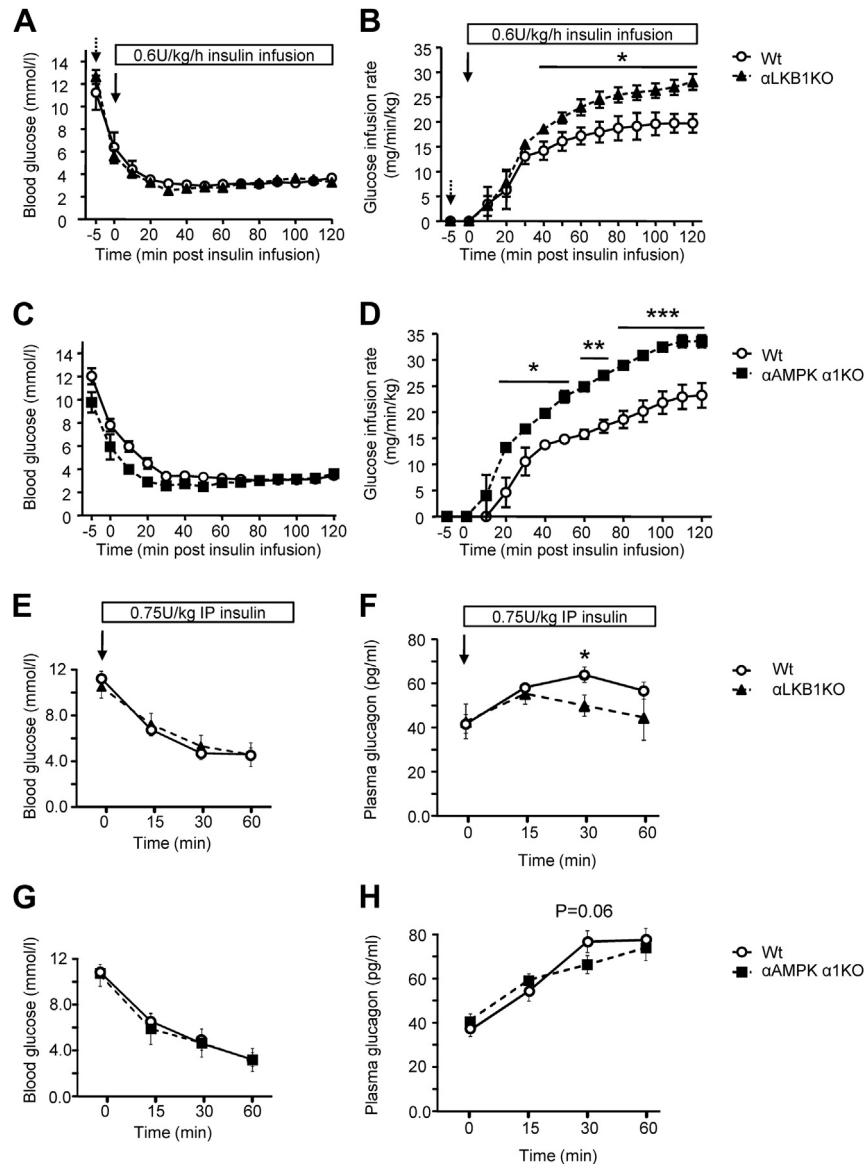 A
0.6U/kg/h insulin infusion
Blood glucose (mmol/l)
14
12
10
8
6
4
2
0
-5 0 20 40 60 80 100 120
Time (min post insulin infusion)
B
0.6U/kg/h insulin infusion
*
Glucose infusion rate
(mg/min/kg)
35
30
25
20
15
10
5
0
-5 0 20 40 60 80 100 120
Time (min post insulin infusion)
Wt
αLKB1KO
C
Blood glucose (mmol/l)
14
12
10
8
6
4
2
0
-5 0 20 40 60 80 100 120
Time (min post insulin infusion)
D
* ** ***
Glucose infusion rate
(mg/min/kg)
35
30
25
20
15
10
5
0
-5 0 20 40 60 80 100 120
Time (min post insulin infusion)
Wt
αAMPK α1KO
E
0.75U/kg IP insulin
Blood glucose (mmol/l)
12
8.0
4.0
0.0
0 15 30 60
Time (min)
F
0.75U/kg IP insulin
*
Plasma glucagon (pg/ml)
80
60
40
20
0.0
0 15 30 60
Time (min)
Wt
αLKB1KO
G
Blood glucose (mmol/l)
12
8.0
4.0
0.0
0 15 30 60
Time (min)
H
P=0.06
Plasma glucagon (pg/ml)
80
60
40
20
0.0
0 15 30 60
Time (min)
Wt
αAMPK α1KO